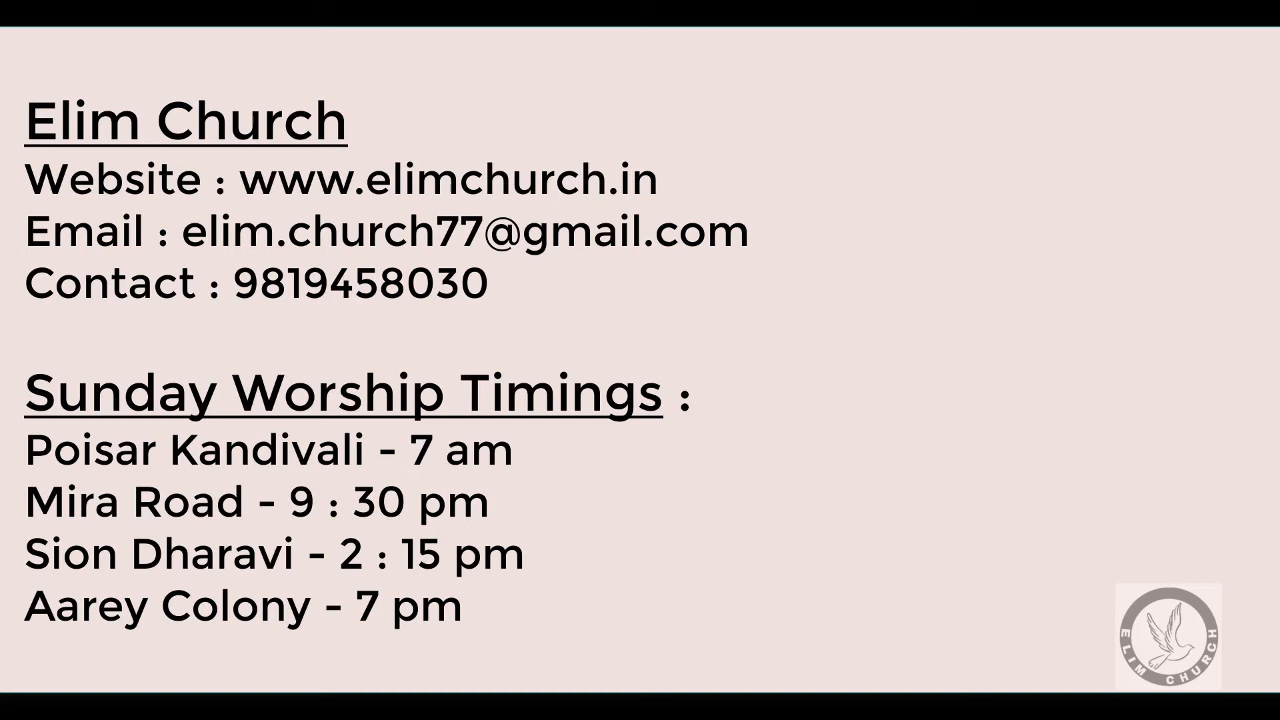 Elim Church
Website : www.elimchurch.in
Email : elim.church77@gmail.com
Contact : 9819458030
Sunday Worship Timings :
Poisar Kandivali - 7 am
Mira Road - 9 : 30 pm
Sion Dharavi - 2 : 15 pm
Aarey Colony - 7 pm
ELIM CHURCH